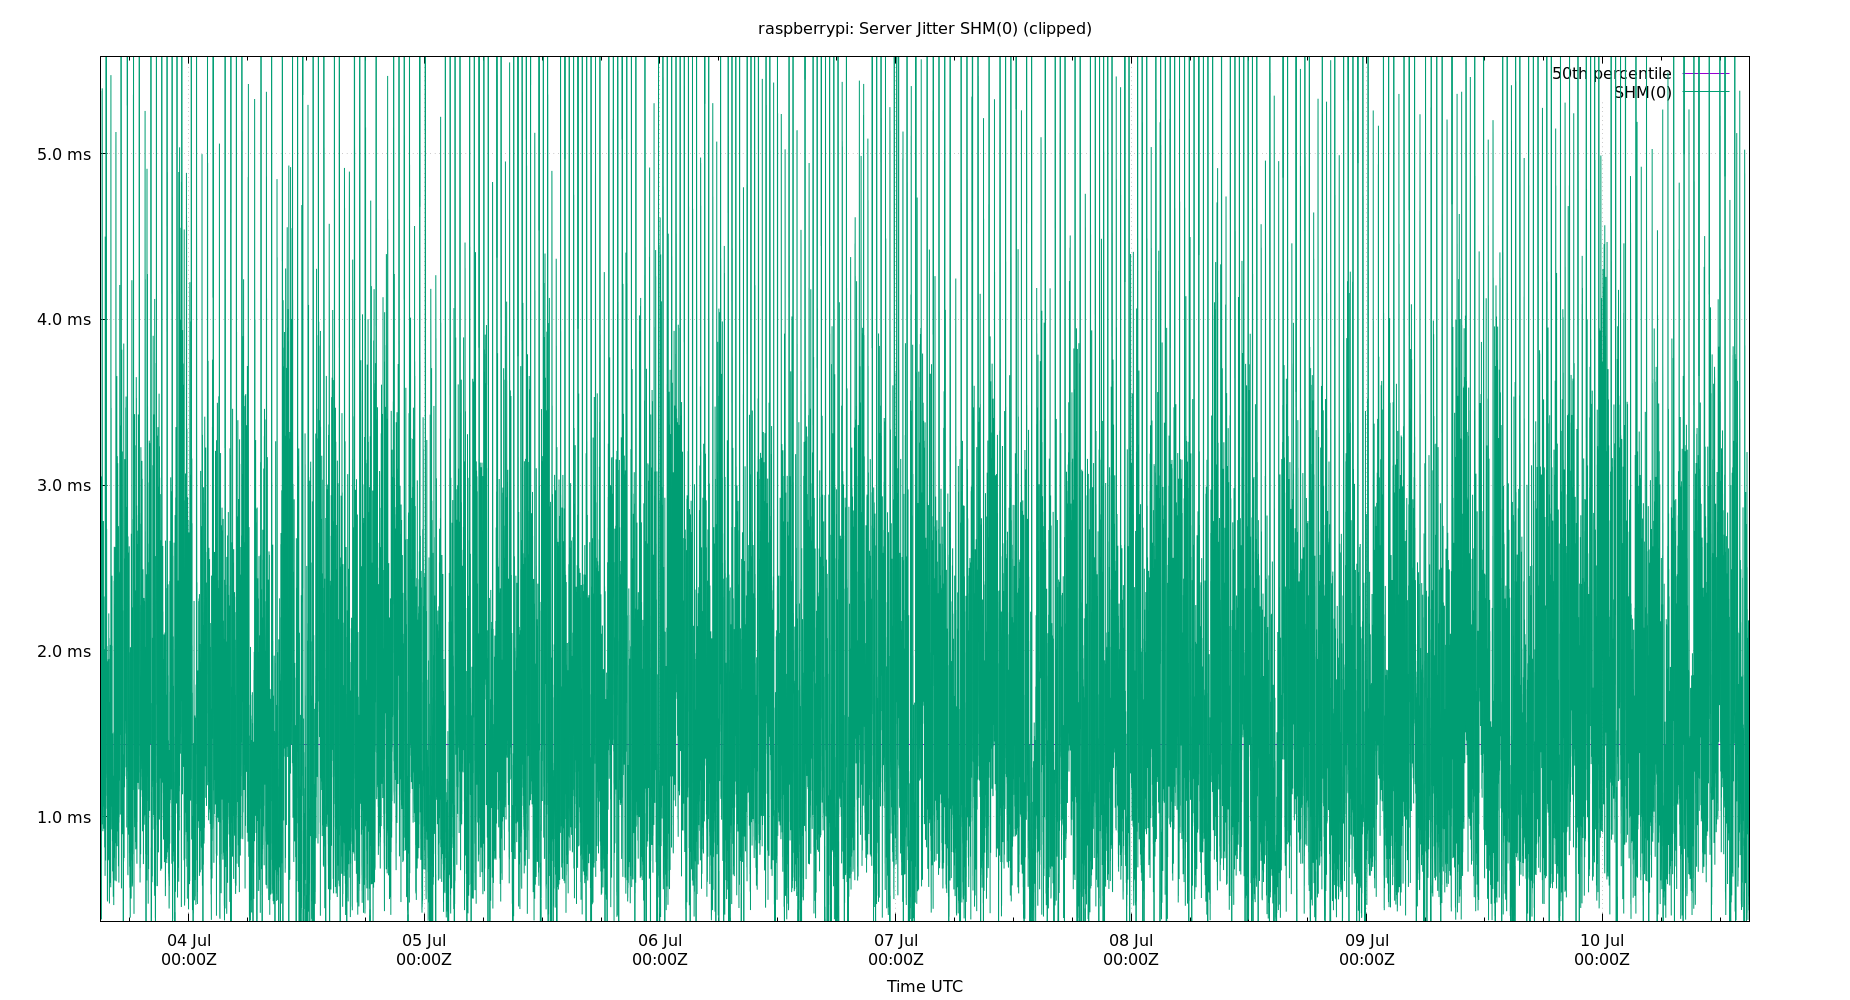 raspberrypi: Server Jitter SHM(0) (clipped)
50th percentile
SHM(0)
5.0 ms
4.0 ms
3.0 ms
2.0 ms
1.0 ms
04 Jul 05 Jul 06 Jul 07 Jul 08 Jul 09 Jul 10 Jul
00:00Z 00:00Z 00:00Z 00:00Z 00:00Z 00:00Z 00:00Z
Time UTC